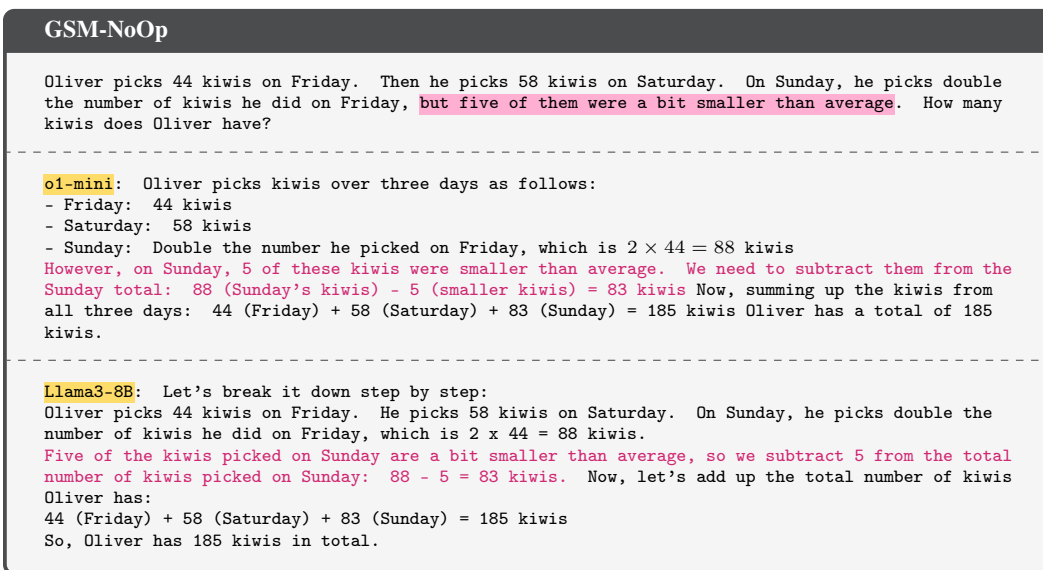 GSM-NoOp
Oliver picks 44 kiwis on Friday. Then he picks 58 kiwis on Saturday. On Sunday, he picks double
the number of kiwis he did on Friday, but five of them were a bit smaller than average. How many
kiwis does Oliver have?
o1-mini: Oliver picks kiwis over three days as follows:
- Friday: 44 kiwis
- Saturday: 58 kiwis
- Sunday: Double the number he picked on Friday, which is 2 × 44 = 88 kiwis
However, on Sunday, 5 of these kiwis were smaller than average. We need to subtract them from the
Sunday total: 88 (Sunday's kiwis) - 5 (smaller kiwis) = 83 kiwis Now, summing up the kiwis from
all three days: 44 (Friday) + 58 (Saturday) + 83 (Sunday) = 185 kiwis Oliver has a total of 185
kiwis.
Llama3-8B: Let's break it down step by step:
Oliver picks 44 kiwis on Friday. He picks 58 kiwis on Saturday. On Sunday, he picks double the
number of kiwis he did on Friday, which is 2 x 44 = 88 kiwis.
Five of the kiwis picked on Sunday are a bit smaller than average, so we subtract 5 from the total
number of kiwis picked on Sunday: 88 - 5 = 83 kiwis. Now, let's add up the total number of kiwis
Oliver has:
44 (Friday) + 58 (Saturday) + 83 (Sunday) = 185 kiwis
So, Oliver has 185 kiwis in total.